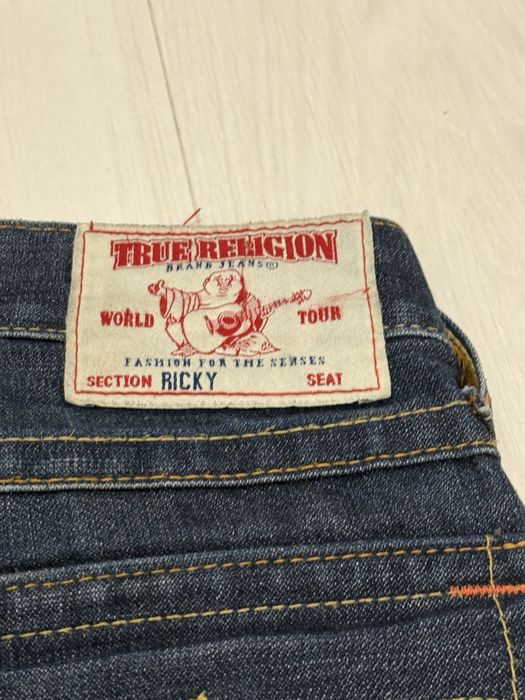 TRUE RELIGION
BRAND JEANS®
WORLD TOUR
FASHION FOR THE SENSES
SECTION RICKY SEAT